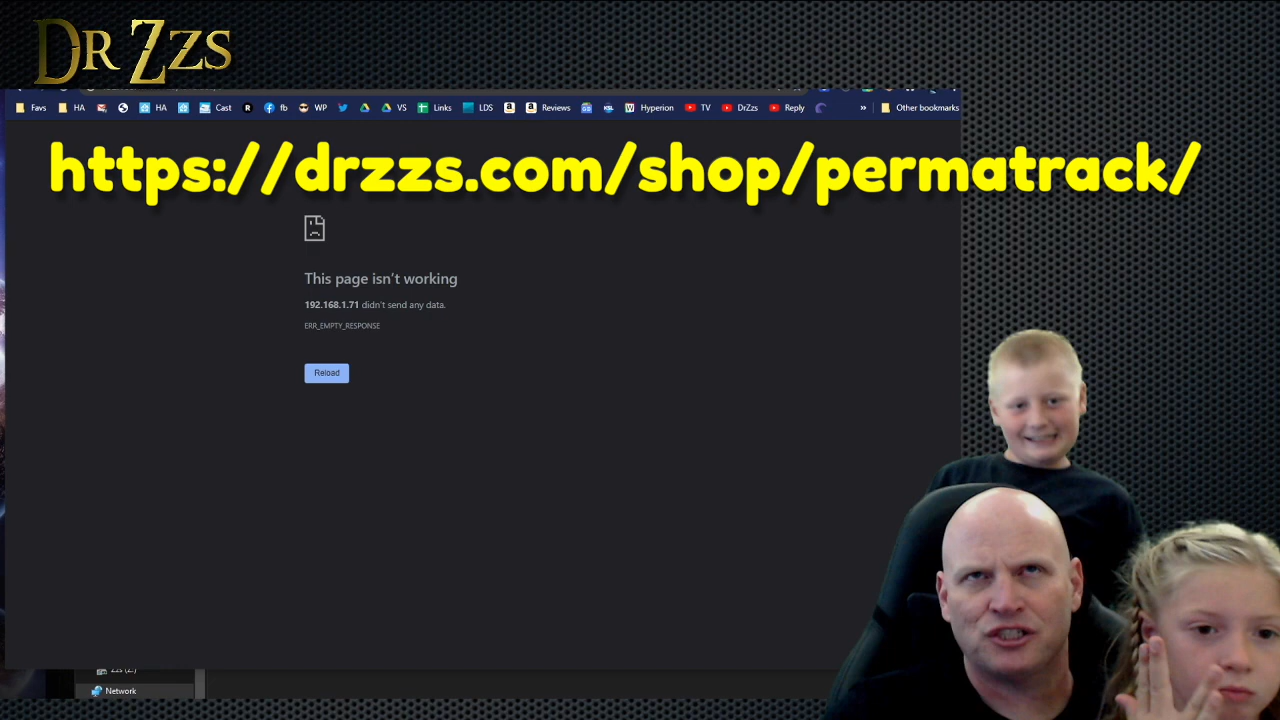 DR ZZS
Favs HA HA Cast fb WP VS Links LDS Reviews Hyperion TV DrZzs Reply » Other bookmarks
https://drzzs.com/shop/permatrack/
This page isn't working
192.168.1.71 didn't send any data.
ERR_EMPTY_RESPONSE
Reload
Zzs (Z:)
Network